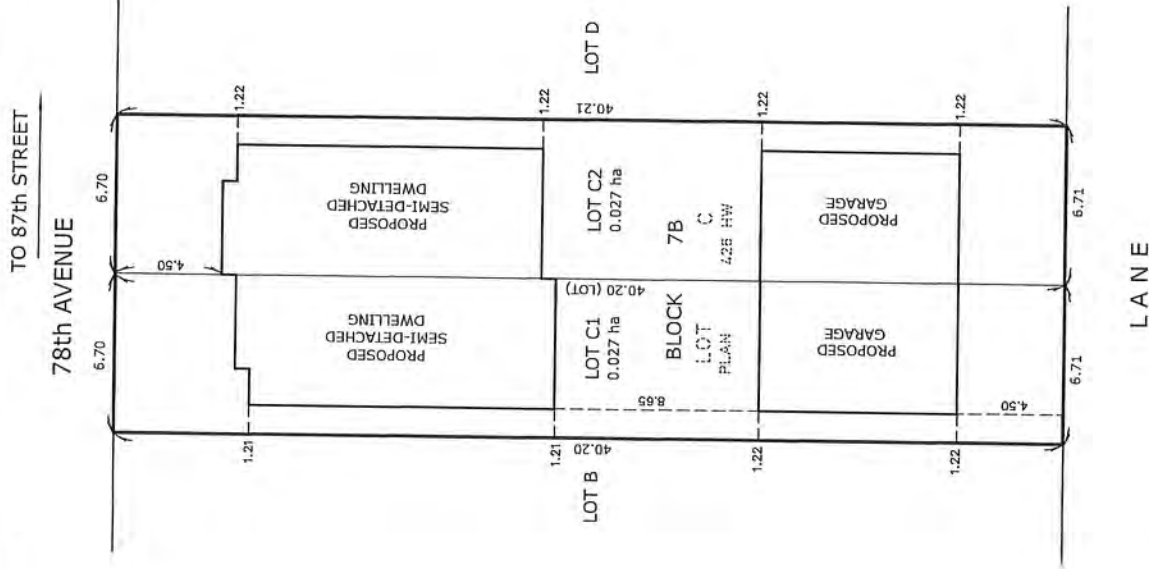 TO 87th STREET
78th AVENUE
6.70
6.70
4.50
1.22
1.21
PROPOSED
SEMI-DETACHED
DWELLING
PROPOSED
SEMI-DETACHED
DWELLING
1.22
1.21
40.21
40.20
40.20 (LOT)
LOT D
LOT B
LOT C2
0.027 ha
LOT C1
0.027 ha
BLOCK 7B
LOT C
PLAN 426 HW
8.65
1.22
1.22
PROPOSED
GARAGE
PROPOSED
GARAGE
1.22
1.22
4.50
6.71
6.71
LANE